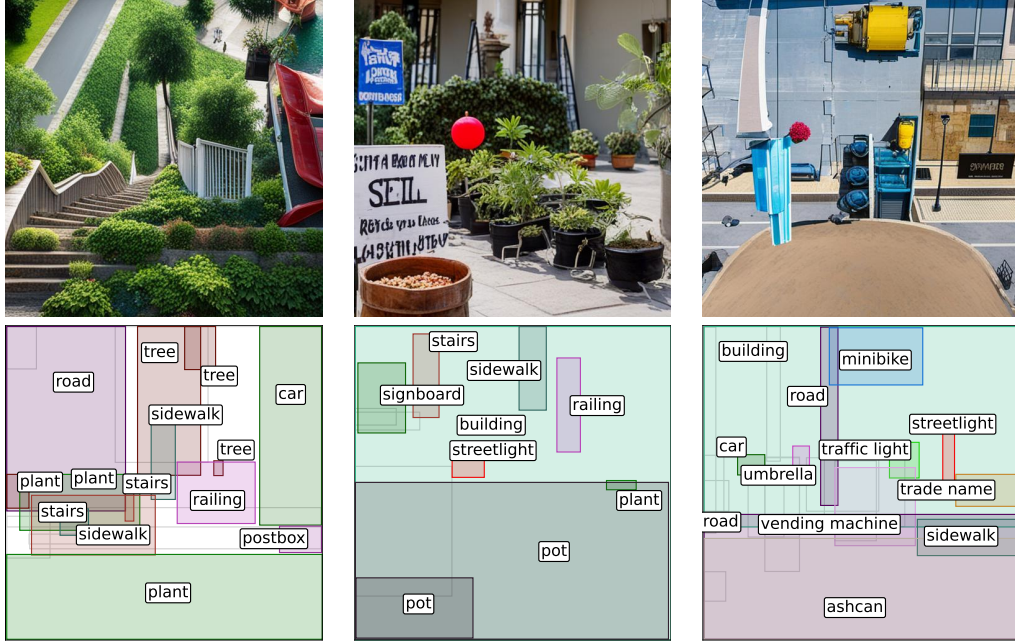 SELL
tree
road
tree
car
sidewalk
tree
plant
plant
stairs
stairs
railing
sidewalk
postbox
plant
stairs
sidewalk
signboard
railing
building
streetlight
plant
pot
pot
building
minibike
road
streetlight
car
traffic light
umbrella
trade name
road
vending machine
sidewalk
ashcan